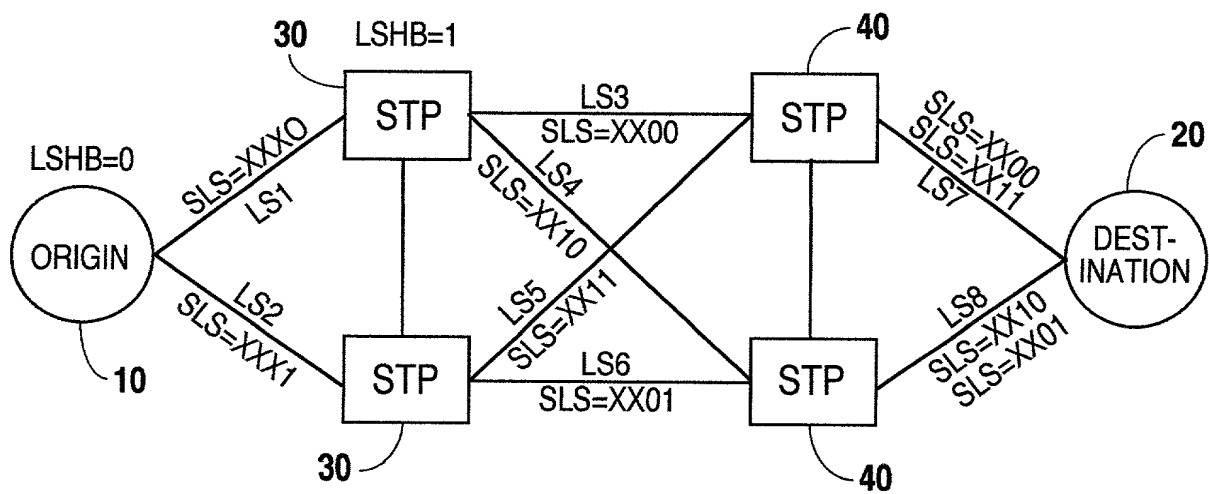 30
LSHB=1
40
STP
LS3
SLS=XX00
STP
SLS=XX00
SLS=XX11
LS7
20
LSHB=0
SLS=XXX0
LS1
LS4
SLS=XX10
ORIGIN
DEST-
INATION
LS2
SLS=XXX1
LS5
SLS=XX11
LS8
SLS=XX10
SLS=XX01
10
STP
LS6
SLS=XX01
STP
30
40